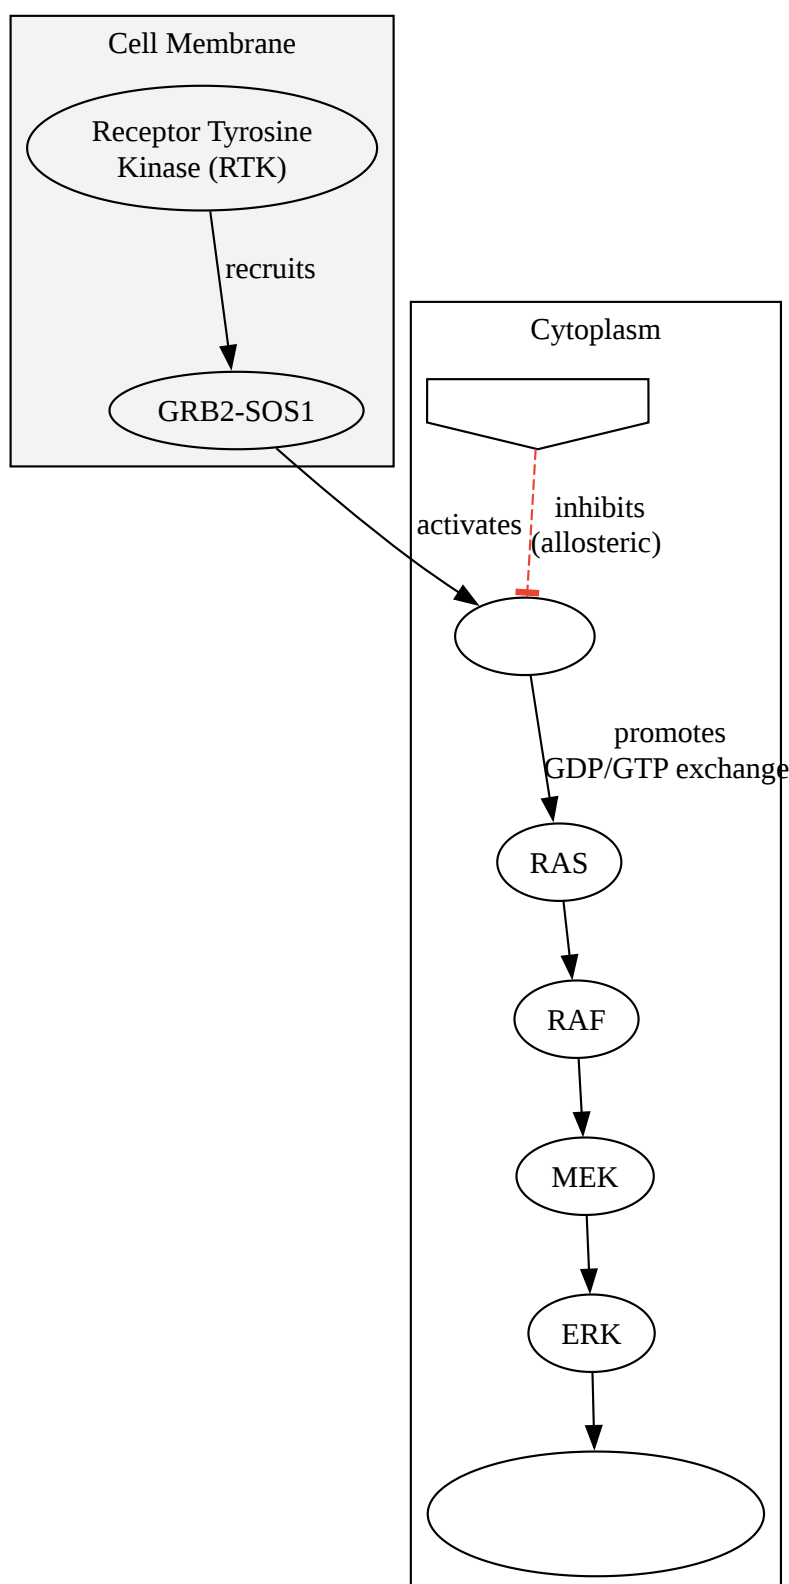 Cell Membrane
Receptor Tyrosine
Kinase (RTK)
recruits
GRB2-SOS1
Cytoplasm
activates
inhibits
(allosteric)
promotes
GDP/GTP exchange
RAS
RAF
MEK
ERK